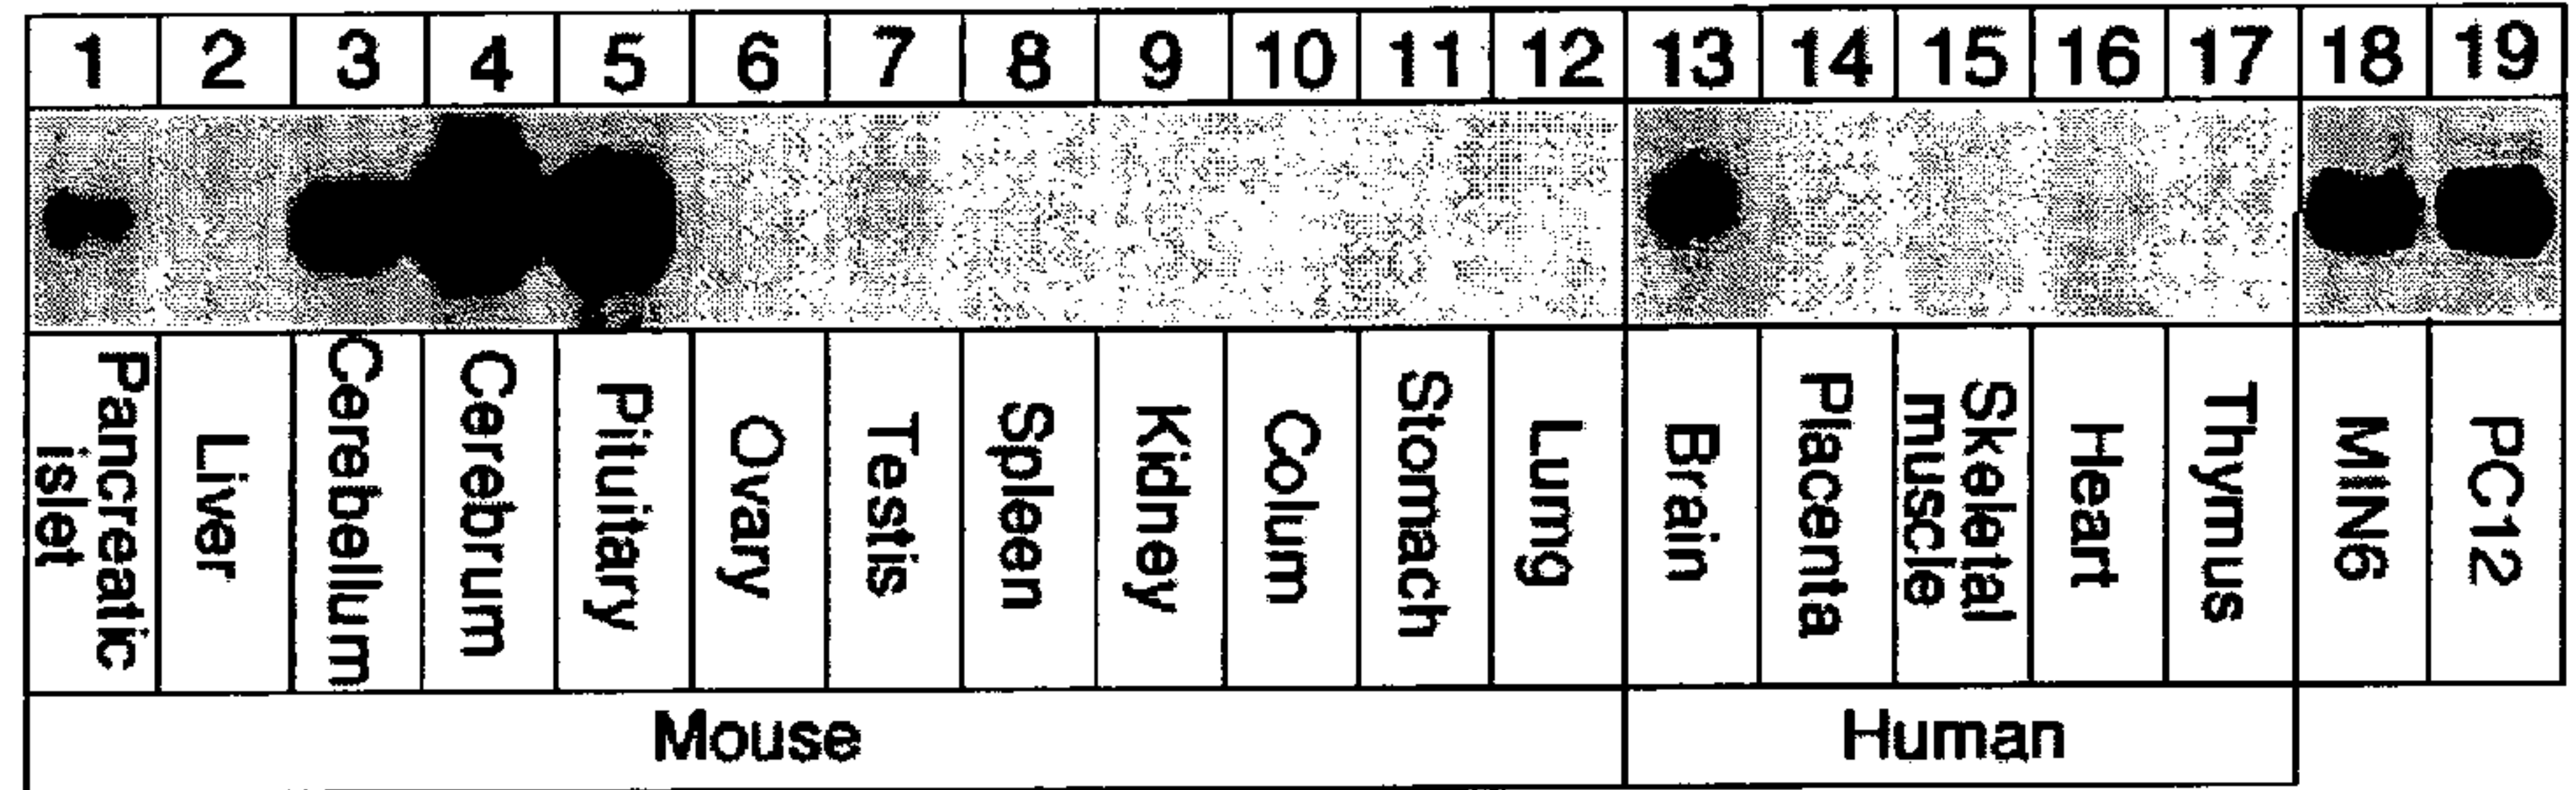 1 2 3 4 5 6 7 8 9 10 11 12 13 14 15 16 17 18 19
Pancreatic
islet
Liver
Cerebellum
Cerebrum
Pituitary
Ovary
Testis
Spleen
Kidney
Colum
Stomach
Lumg
Brain
Placenta
Skeletal
muscle
Heart
Thymus
MIN6
PC12
Mouse
Human